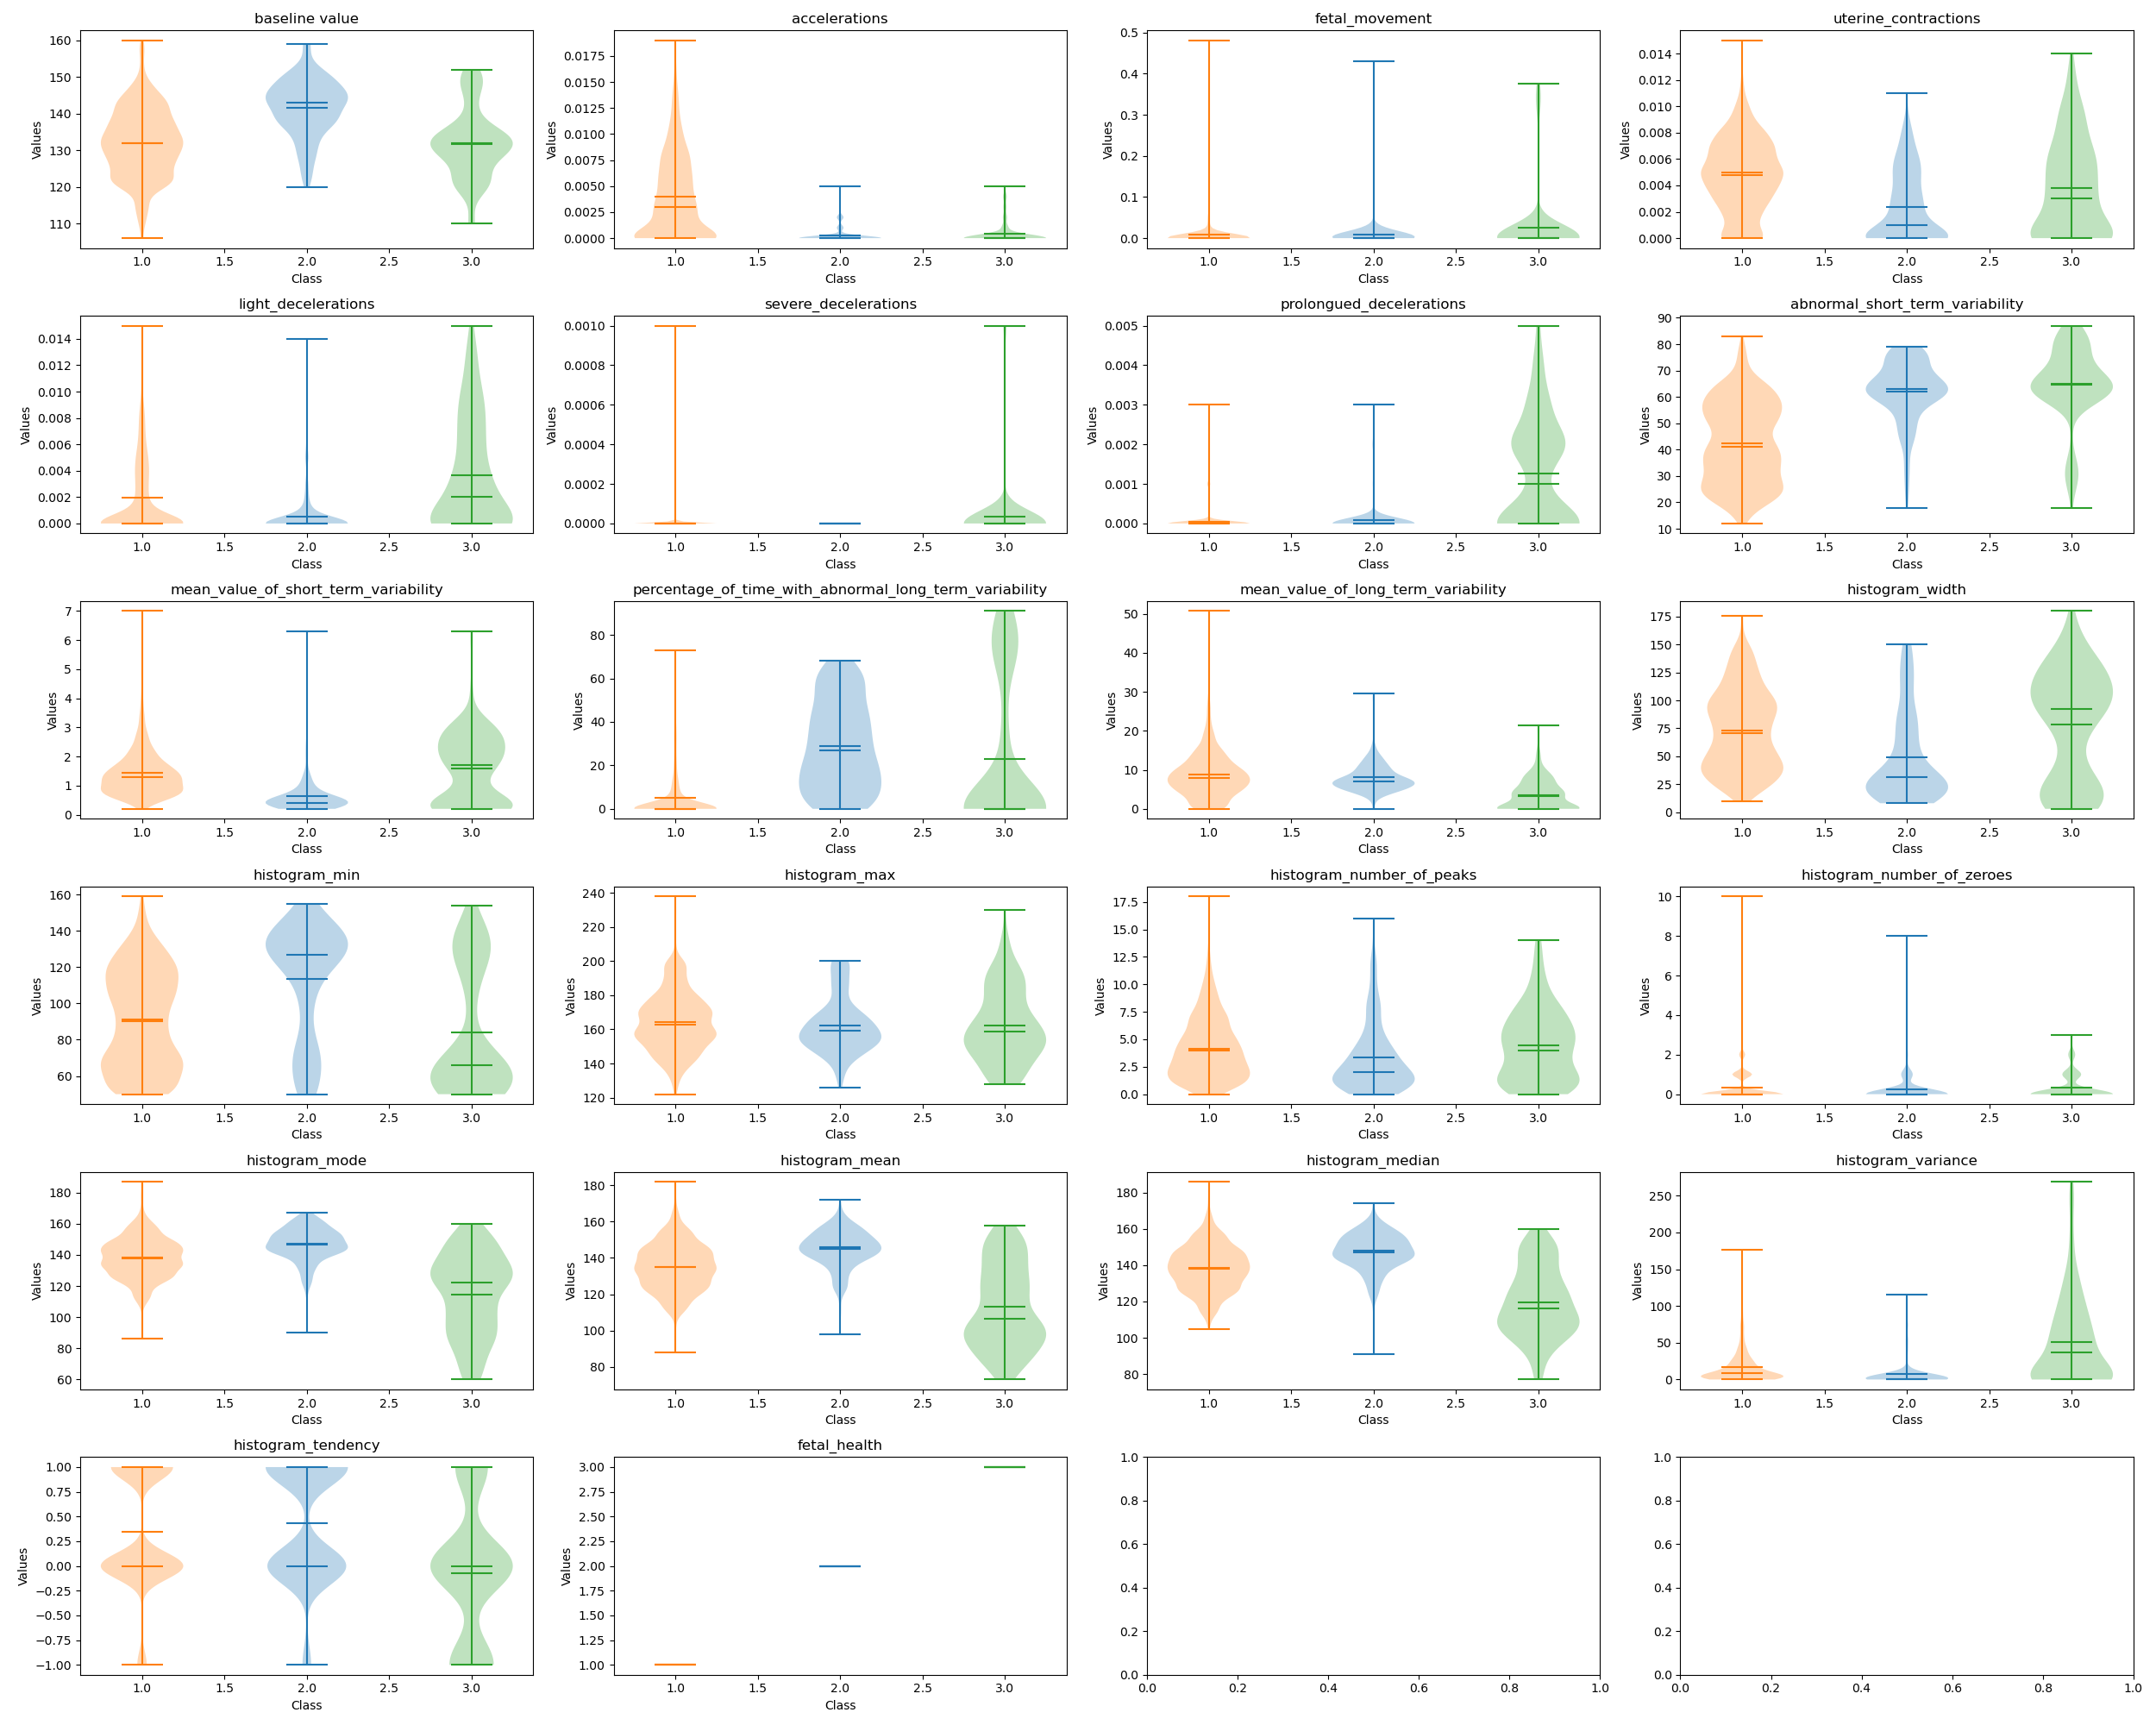 baseline value
Values
160
150
140
130
120
110
1.0 1.5 2.0 2.5 3.0
Class
accelerations
Values
0.0175
0.0150
0.0125
0.0100
0.0075
0.0050
0.0025
0.0000
1.0 1.5 2.0 2.5 3.0
Class
fetal_movement
Values
0.5
0.4
0.3
0.2
0.1
0.0
1.0 1.5 2.0 2.5 3.0
Class
uterine_contractions
Values
0.014
0.012
0.010
0.008
0.006
0.004
0.002
0.000
1.0 1.5 2.0 2.5 3.0
Class
light_decelerations
Values
0.014
0.012
0.010
0.008
0.006
0.004
0.002
0.000
1.0 1.5 2.0 2.5 3.0
Class
severe_decelerations
Values
0.0010
0.0008
0.0006
0.0004
0.0002
0.0000
1.0 1.5 2.0 2.5 3.0
Class
prolongued_decelerations
Values
0.005
0.004
0.003
0.002
0.001
0.000
1.0 1.5 2.0 2.5 3.0
Class
abnormal_short_term_variability
Values
90
80
70
60
50
40
30
20
10
1.0 1.5 2.0 2.5 3.0
Class
mean_value_of_short_term_variability
Values
7
6
5
4
3
2
1
0
1.0 1.5 2.0 2.5 3.0
Class
percentage_of_time_with_abnormal_long_term_variability
Values
80
60
40
20
0
1.0 1.5 2.0 2.5 3.0
Class
mean_value_of_long_term_variability
Values
50
40
30
20
10
0
1.0 1.5 2.0 2.5 3.0
Class
histogram_width
Values
175
150
125
100
75
50
25
0
1.0 1.5 2.0 2.5 3.0
Class
histogram_min
Values
160
140
120
100
80
60
1.0 1.5 2.0 2.5 3.0
Class
histogram_max
Values
240
220
200
180
160
140
120
1.0 1.5 2.0 2.5 3.0
Class
histogram_number_of_peaks
Values
17.5
15.0
12.5
10.0
7.5
5.0
2.5
0.0
1.0 1.5 2.0 2.5 3.0
Class
histogram_number_of_zeroes
Values
10
8
6
4
2
0
1.0 1.5 2.0 2.5 3.0
Class
histogram_mode
Values
180
160
140
120
100
80
60
1.0 1.5 2.0 2.5 3.0
Class
histogram_mean
Values
180
160
140
120
100
80
1.0 1.5 2.0 2.5 3.0
Class
histogram_median
Values
180
160
140
120
100
80
1.0 1.5 2.0 2.5 3.0
Class
histogram_variance
Values
250
200
150
100
50
0
1.0 1.5 2.0 2.5 3.0
Class
histogram_tendency
Values
1.00
0.75
0.50
0.25
0.00
−0.25
−0.50
−0.75
−1.00
1.0 1.5 2.0 2.5 3.0
Class
fetal_health
Values
3.00
2.75
2.50
2.25
2.00
1.75
1.50
1.25
1.00
1.0 1.5 2.0 2.5 3.0
Class
1.0
0.8
0.6
0.4
0.2
0.0
0.0 0.2 0.4 0.6 0.8 1.0
1.0
0.8
0.6
0.4
0.2
0.0
0.0 0.2 0.4 0.6 0.8 1.0